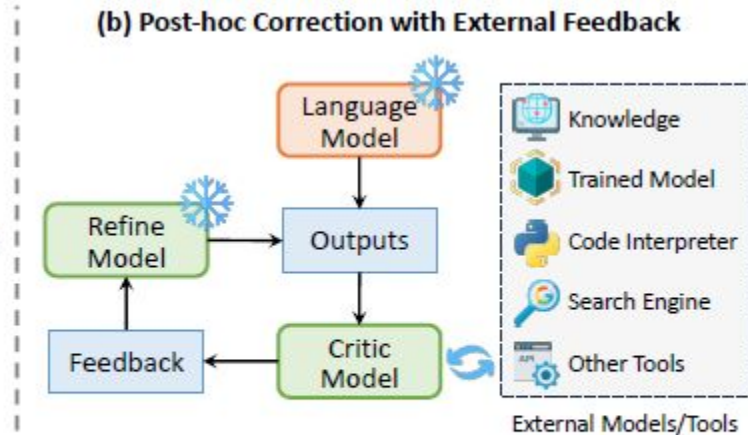 (b) Post-hoc Correction with External Feedback
Language
Model
Knowledge
Trained Model
Refine
Model
Outputs
Code Interpreter
Search Engine
Feedback
Critic
Model
API
Other Tools
External Models/Tools